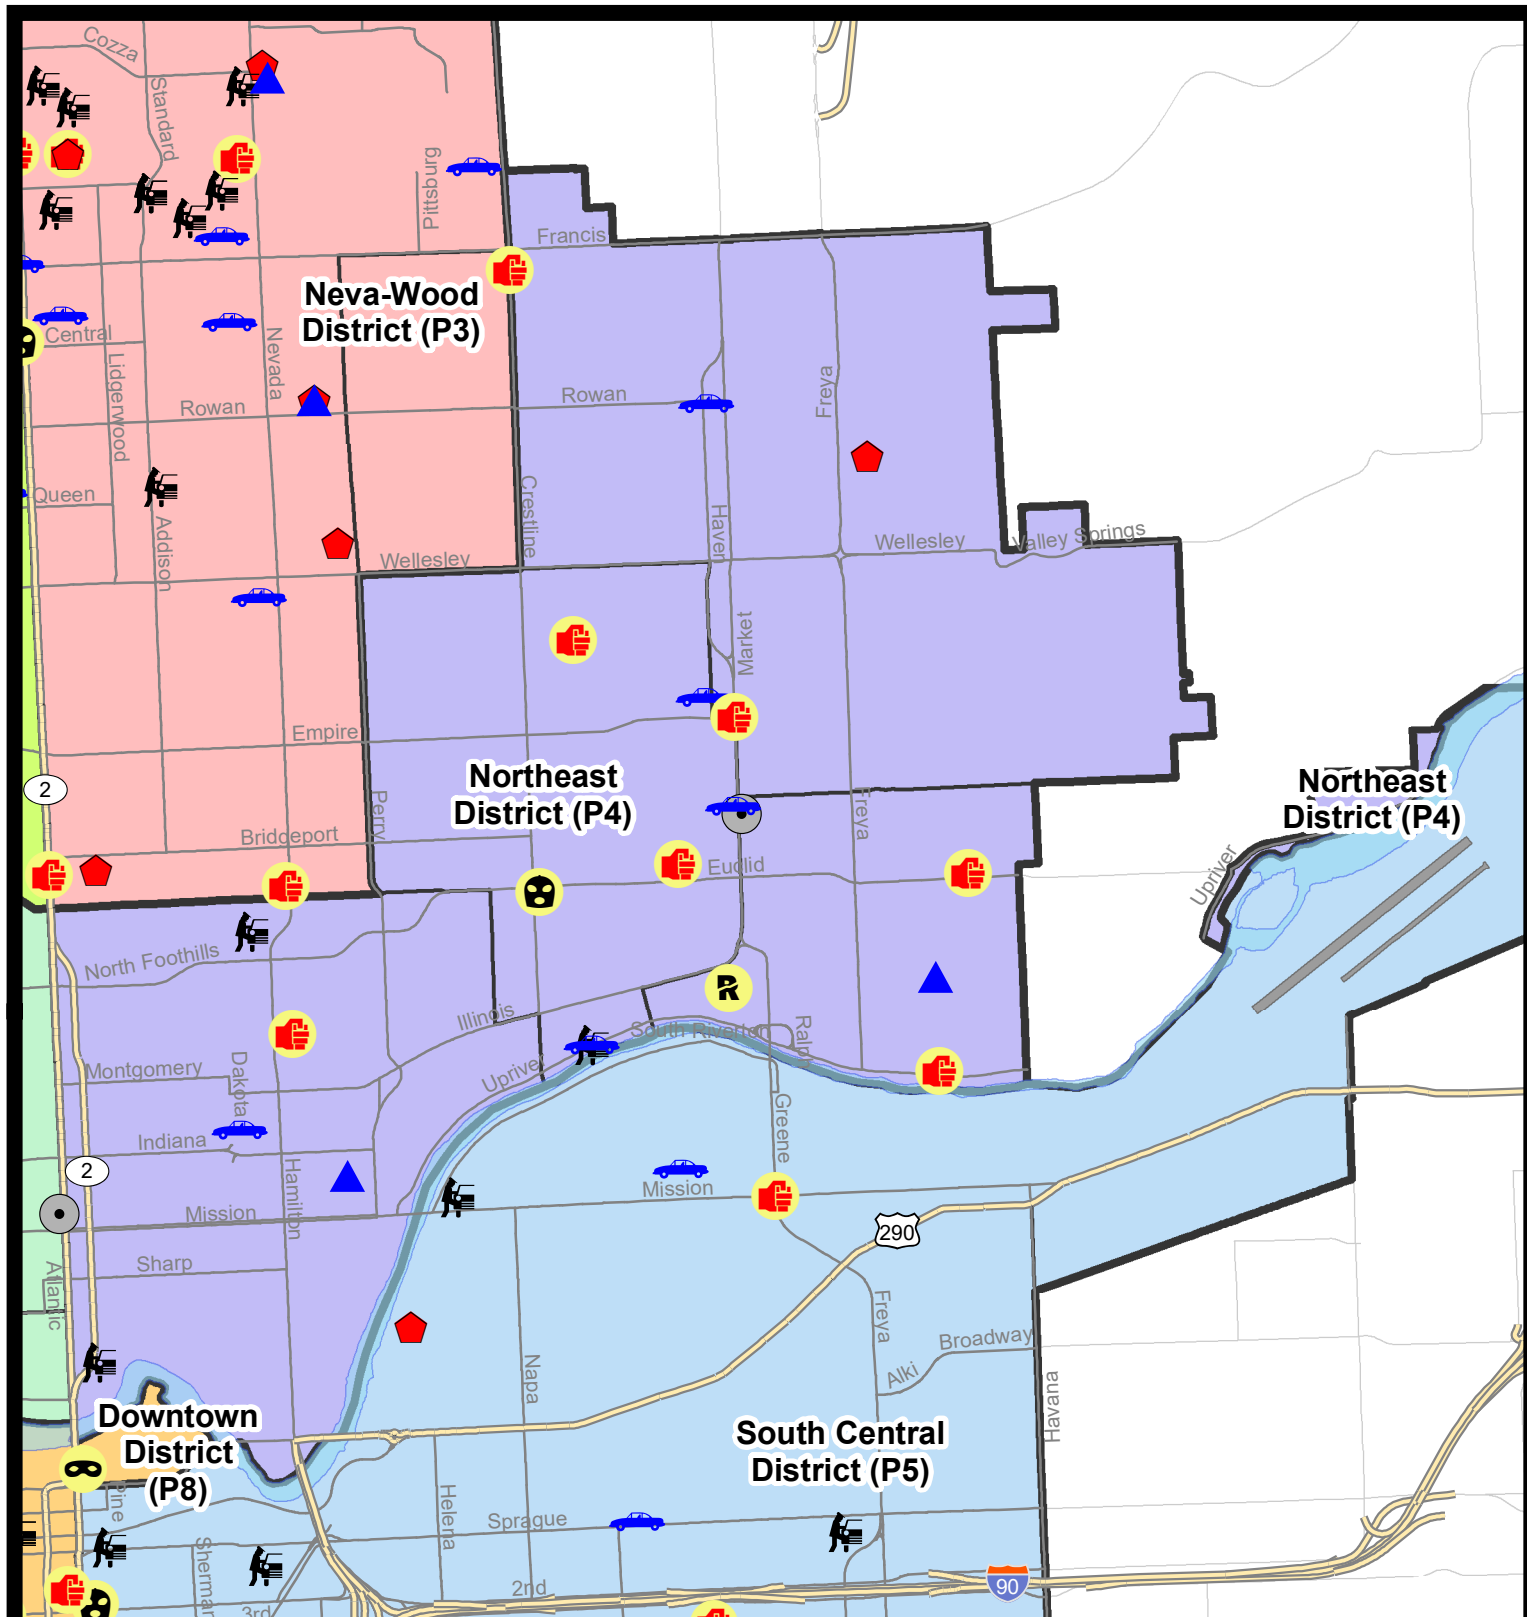 Cozza
Standard
Pittsburg
Francis
Neva-Wood
District (P3)
Central
Lidgerwood
Nevada
Rowan
Rowan
Freya
Queen
Addison
Crestline
Haven
Wellesley
Wellesley
Valley Springs
Market
Empire
Northeast
District (P4)
Northeast
District (P4)
2
Perry
Freya
Bridgeport
Euclid
Upriver
North Foothills
Illinois
South Riverton
Ralph
Montgomery
Dakota
Upriver
Greene
Indiana
2
Hamilton
Mission
Mission
290
Sharp
Atlantic
Freya
Broadway
Napa
Alki
Havana
Downtown
District
(P8)
South Central
District (P5)
Pine
Helena
Sprague
Sherman
2nd
90
3rd
R